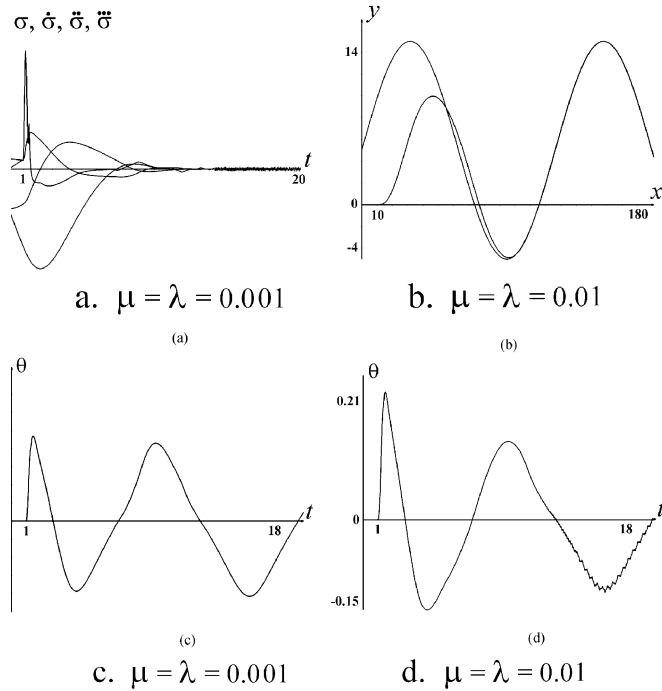 σ, σ̇, σ̈, σ⃛
t
1
20
y
14
0
-4
10
180
x
a. μ = λ = 0.001
b. μ = λ = 0.01
(a)
(b)
θ
t
1
18
θ
0.21
0
-0.15
1
18
t
(c)
(d)
c. μ = λ = 0.001
d. μ = λ = 0.01